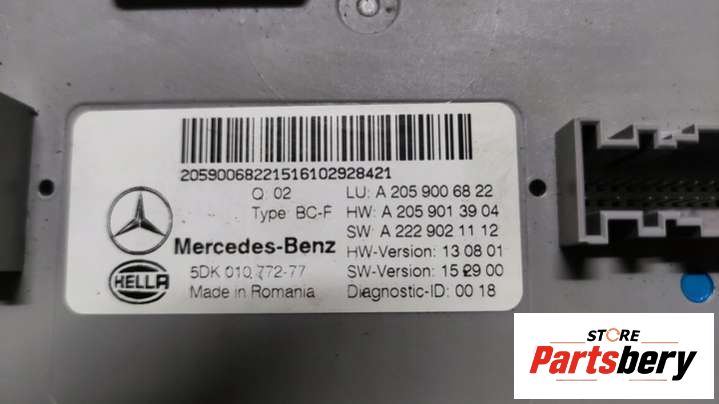 20590068221516102928421
Q: 02
LU: A 205 900 68 22
Type: BC-F
HW: A 205 901 39 04
SW: A 222 902 11 12
Mercedes-Benz
HW-Version: 13 08 01
HELLA
5DK 010 772-77
SW-Version: 15 29 00
Made in Romania
Diagnostic-ID: 00 18
STORE
Partsbery